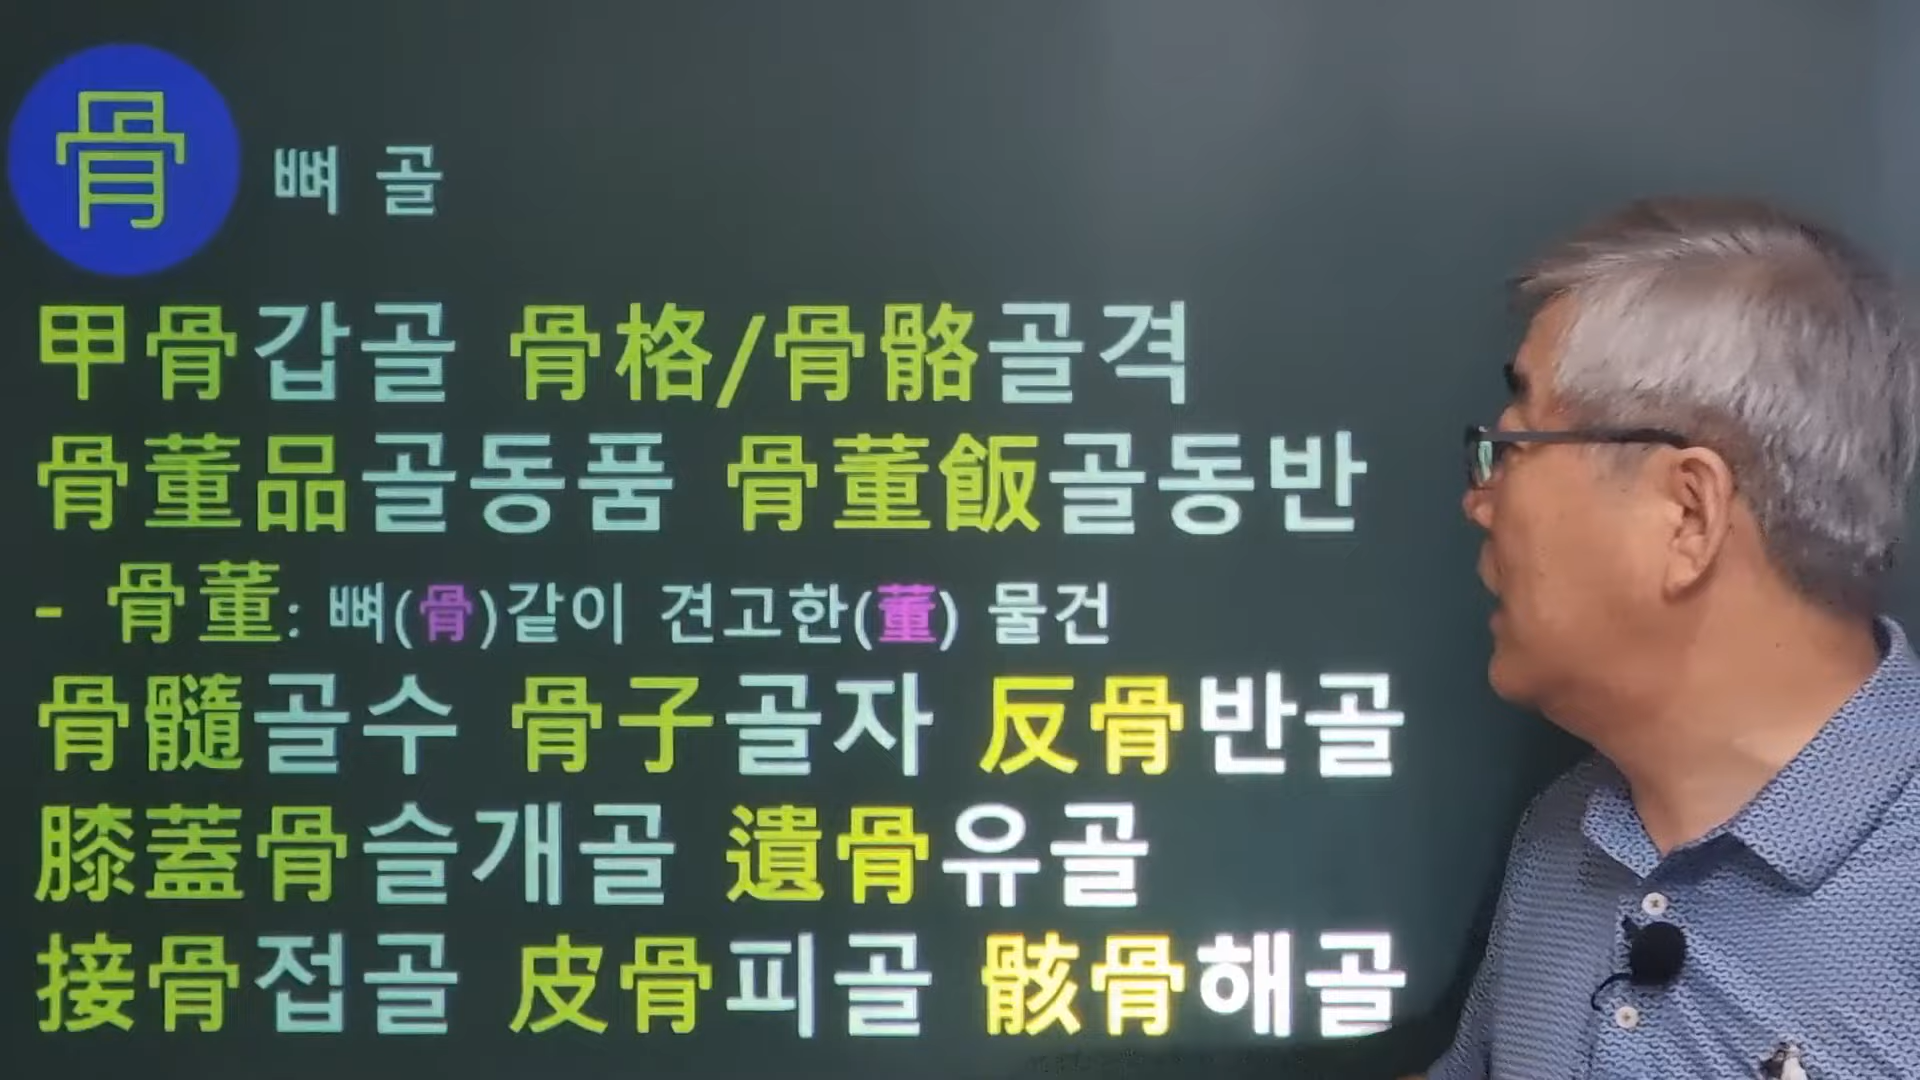 骨 뼈 골
甲骨갑골 骨格/骨骼골격
骨董品골동품 骨董飯골동반
- 骨董: 뼈(骨)같이 견고한(董) 물건
骨髓골수 骨子골자 反骨반골
膝蓋骨슬개골 遺骨유골
接骨접골 皮骨피골 骸骨해골